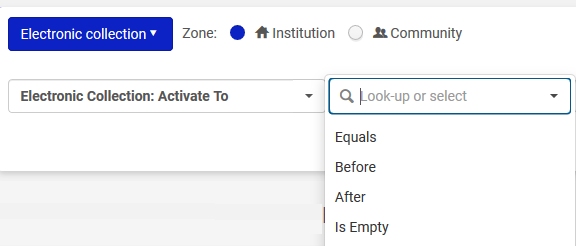 Electronic collection Zone: Institution Community
Electronic Collection: Activate To Look-up or select
Equals
Before
After
Is Empty